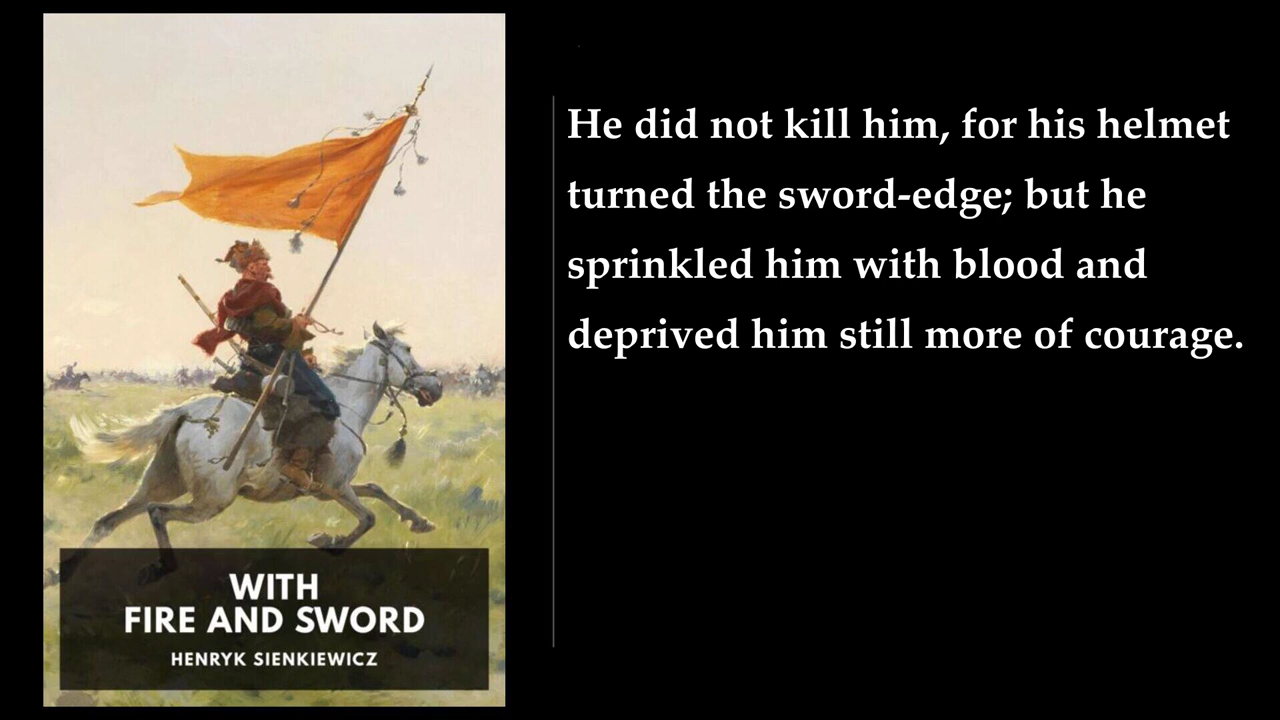 WITH
FIRE AND SWORD
HENRYK SIENKIEWICZ
He did not kill him, for his helmet
turned the sword-edge; but he
sprinkled him with blood and
deprived him still more of courage.